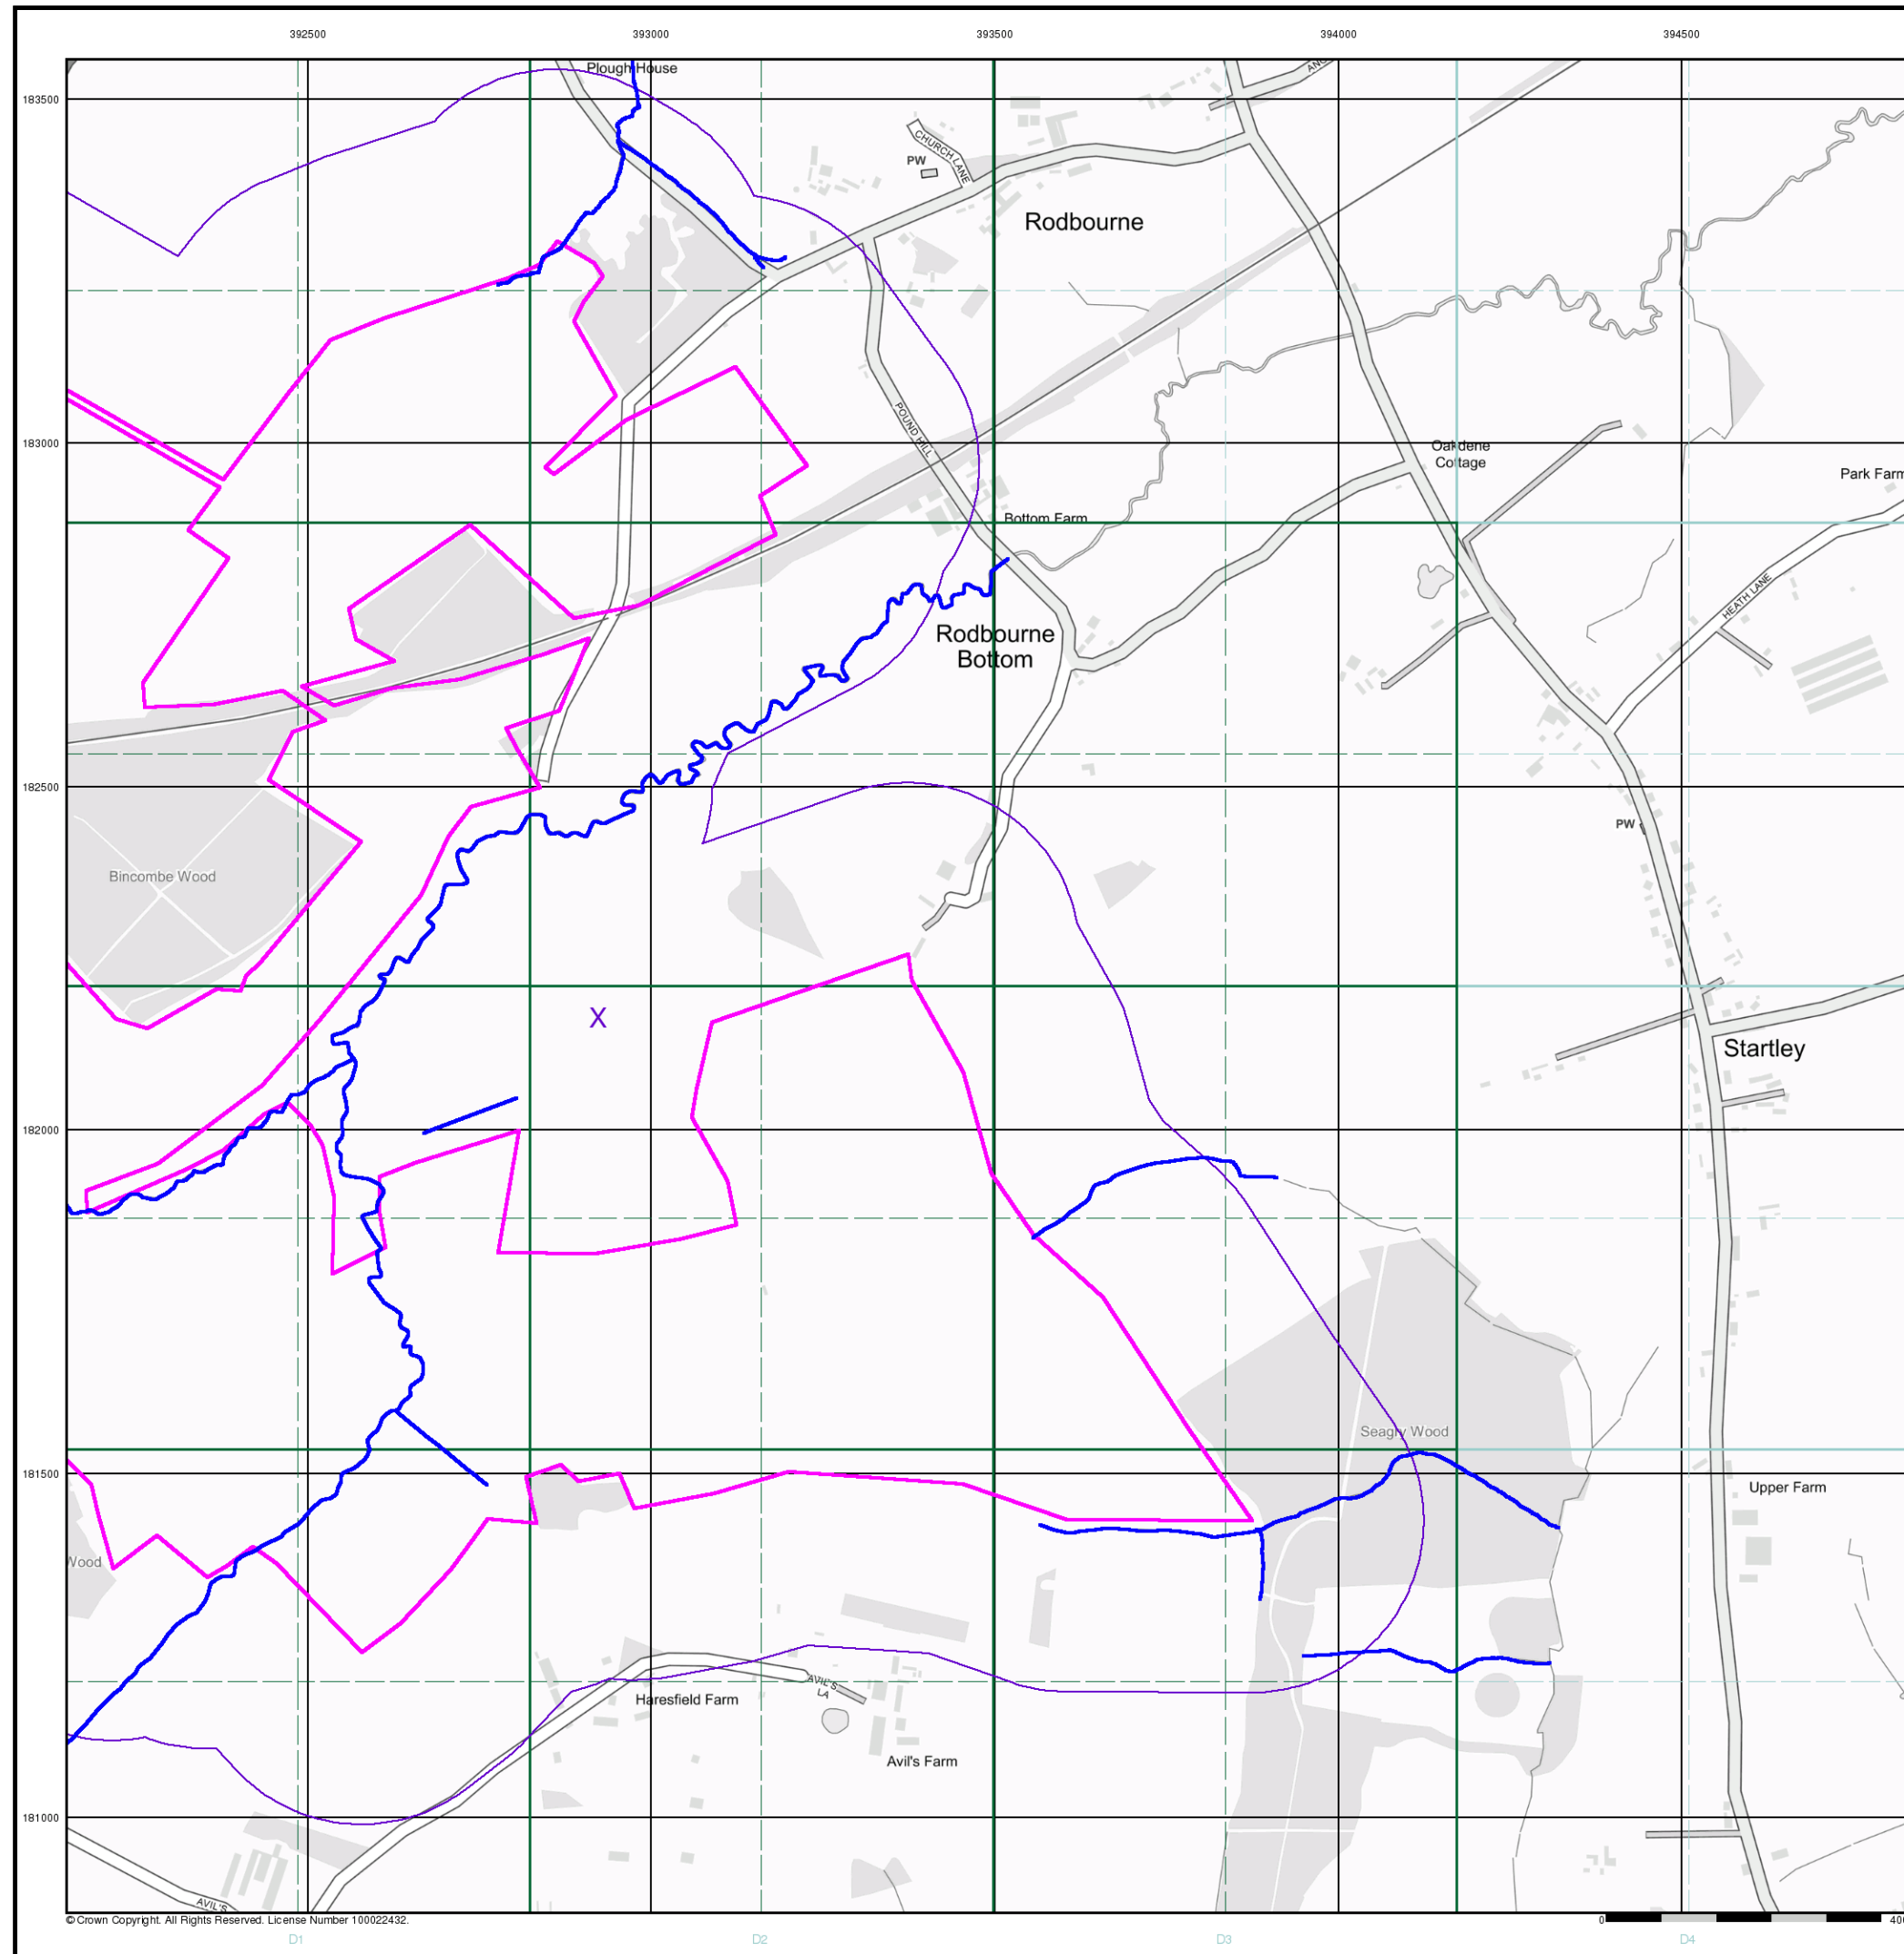 392500
393000
393500
394000
394500
Plough House
183500
CHURCH LANE
PW
Rodbourne
183000
POUND HILL
Oakdene
Cottage
Park Farm
Bottom Farm
HEATH LANE
Rodbourne
Bottom
182500
PW
Bincombe Wood
X
Startley
182000
Seagry Wood
181500
Upper Farm
Wood
AVIL'S
LA
Haresfield Farm
Avil's Farm
181000
AVIL'S
© Crown Copyright. All Rights Reserved. License Number 100022432.
0
D1
D2
D3
D4